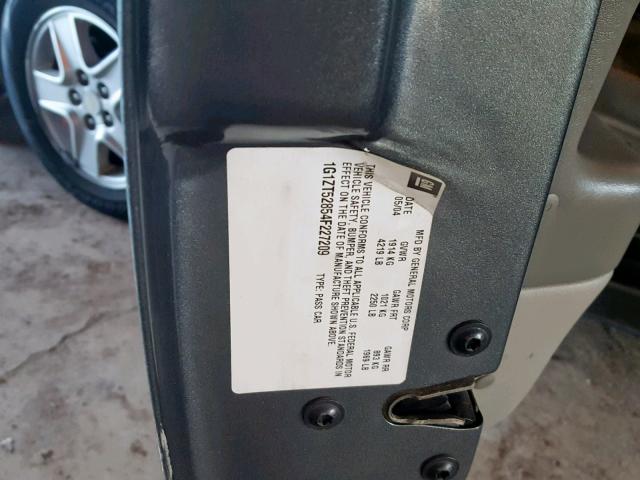 GM
MFD BY GENERAL MOTORS CORP
DATE GVWR GAWR FRT GAWR RR
05/04 1914 KG 1021 KG 893 KG
4219 LB 2250 LB 1969 LB
THIS VEHICLE CONFORMS TO ALL APPLICABLE U.S. FEDERAL MOTOR
VEHICLE SAFETY, BUMPER, AND THEFT PREVENTION STANDARDS IN
EFFECT ON THE DATE OF MANUFACTURE SHOWN ABOVE.
1G1ZT52854F227209 TYPE: PASS CAR